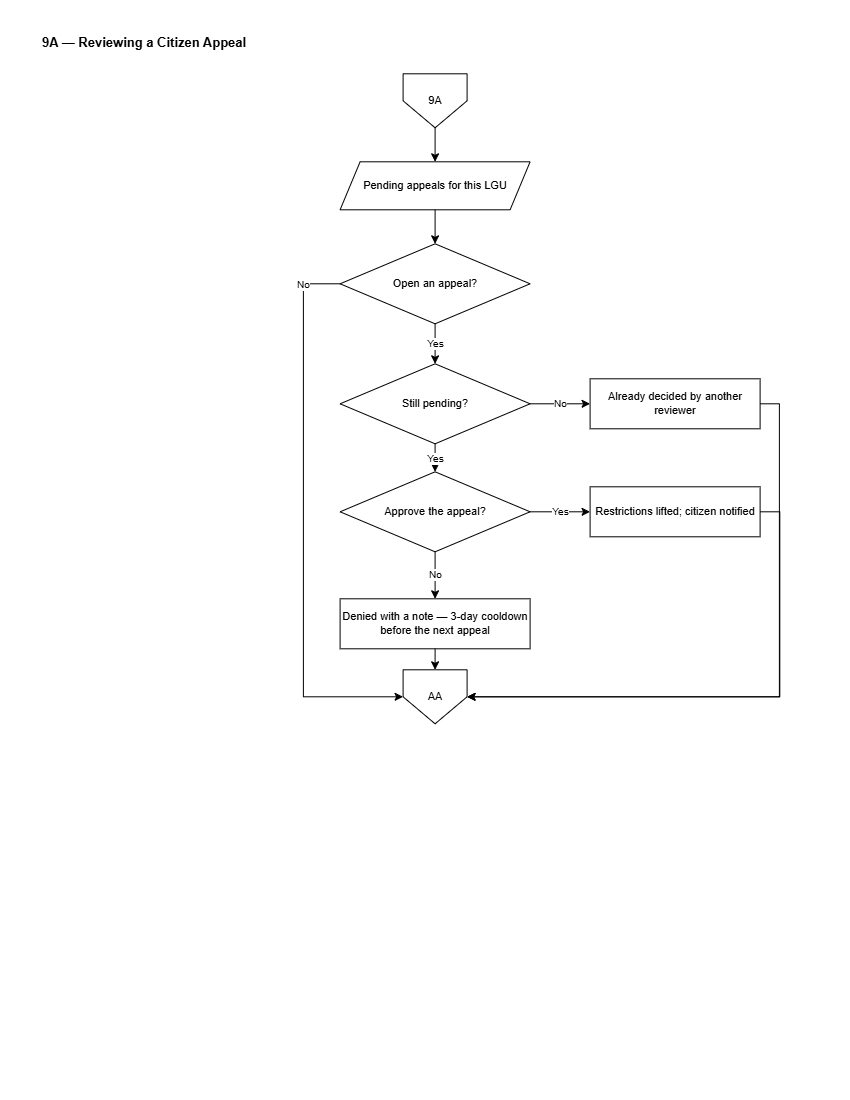 9A — Reviewing a Citizen Appeal
9A
Pending appeals for this LGU
Open an appeal?
No
Yes
Still pending?
No
Already decided by another
reviewer
Yes
Approve the appeal?
Yes
Restrictions lifted; citizen notified
No
Denied with a note — 3-day cooldown
before the next appeal
AA